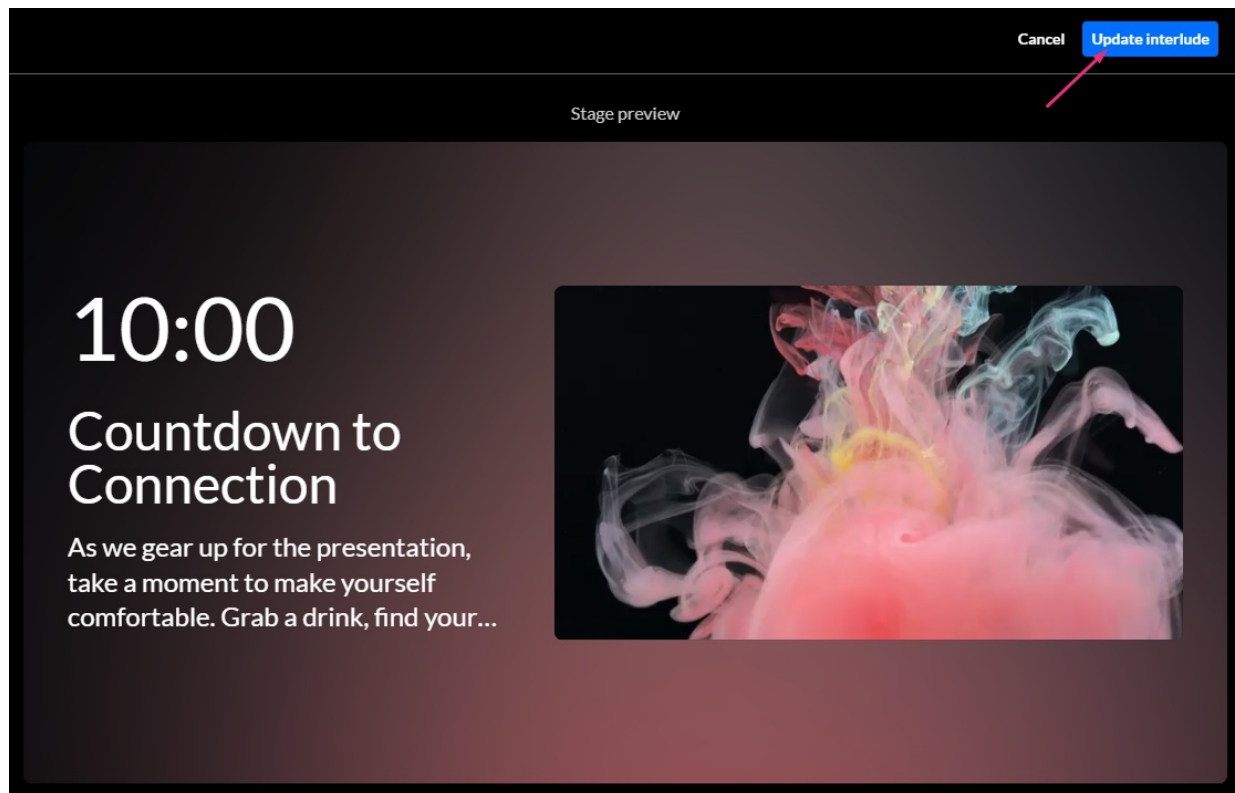 Cancel
Update interlude
Stage preview
10:00
Countdown to
Connection
As we gear up for the presentation,
take a moment to make yourself
comfortable. Grab a drink, find your...